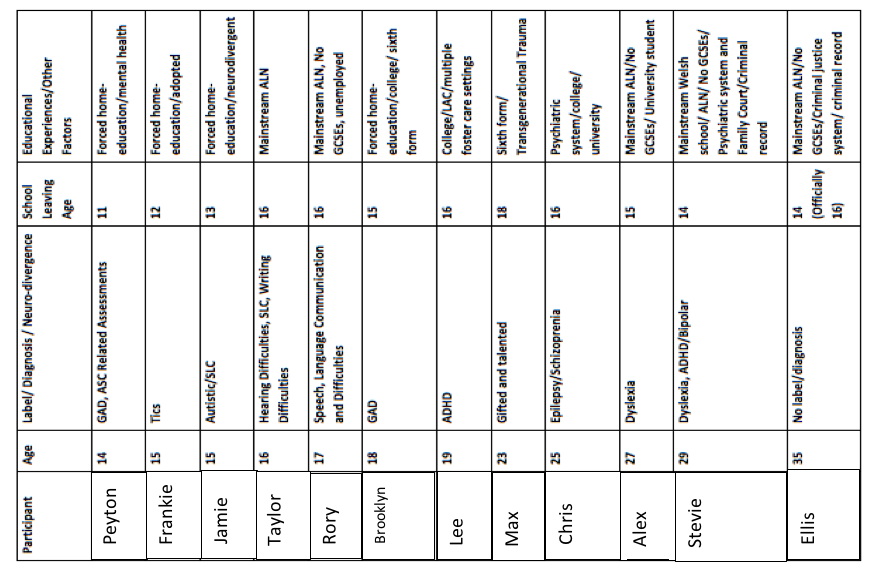 Participant
Age
Label/ Diagnosis / Neuro-divergence
School
Leaving
Age
Educational
Experiences/Other
Factors
Peyton
14
GAD, ASC Related Assessments
11
Forced home-
education/mental health
Frankie
15
Tics
12
Forced home-
education/adopted
Jamie
15
Autistic/SLC
13
Forced home-
education/neurodivergent
Taylor
16
Hearing Difficulties, SLC, Writing
Difficulties
16
Mainstream ALN
Rory
17
Speech, Language Communication
and Difficulties
16
Mainstream ALN, No
GCSEs, unemployed
Brooklyn
18
GAD
15
Forced home-
education/college/ sixth
form
Lee
19
ADHD
16
College/LAC/multiple
foster care settings
Max
23
Gifted and talented
18
Sixth form/
Transgenerational Trauma
Chris
25
Epilepsy/Schizoprenia
16
Psychiatric
system/college/
university
Alex
27
Dyslexia
15
Mainstream ALN/No
GCSEs/ University student
Stevie
29
Dyslexia, ADHD/Bipolar
14
Mainstream Welsh
school/ ALN/ No GCSEs/
Psychiatric system and
Family Court/Criminal
record
Ellis
35
No label/diagnosis
14
(Officially
16)
Mainstream ALN/No
GCSEs/Criminal justice
system/ criminal record